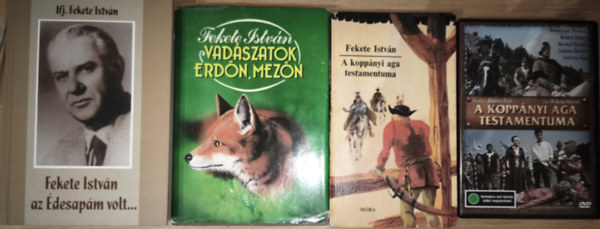 Ifj. Fekete István
Fekete István
az Édesapám volt...
Fekete István
VADÁSZATOK
ERDŐN, MEZŐN
Fekete István
A koppányi aga
testamentuma
MÓRA
A KOPPÁNYI AGA
TESTAMENTUMA
DVD